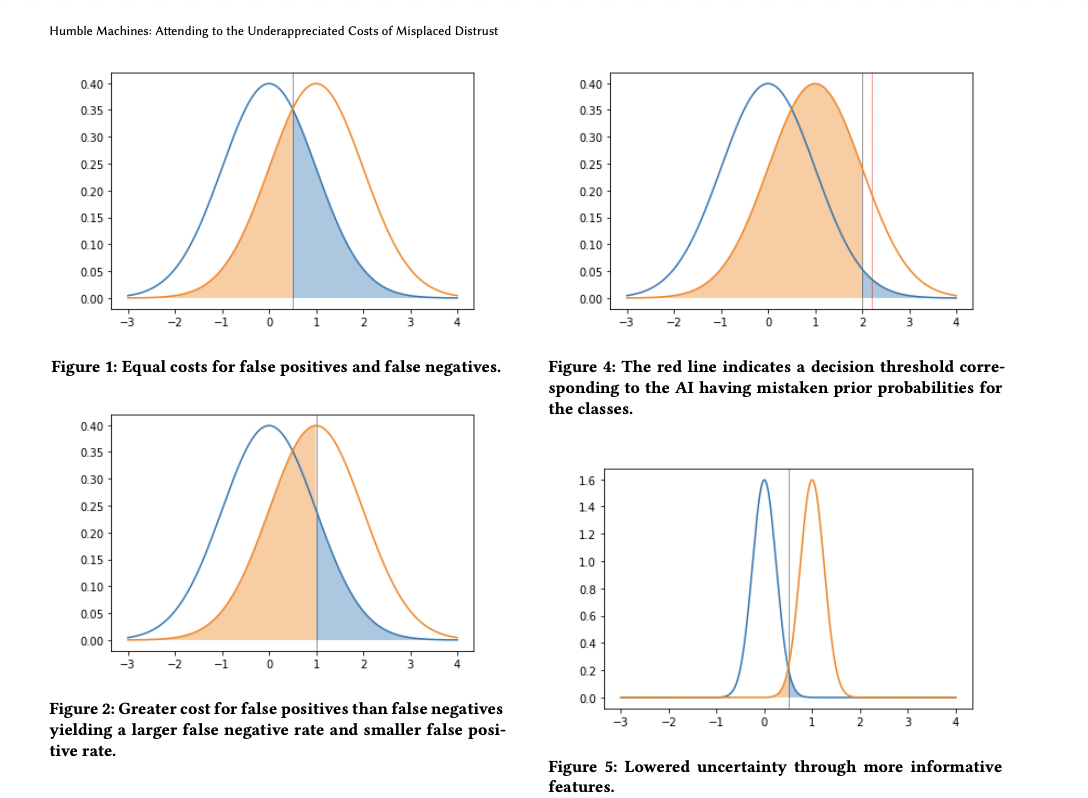 Humble Machines: Attending to the Underappreciated Costs of Misplaced Distrust
0.40
0.35
0.30
0.25
0.20
0.15
0.10
0.05
0.00
−3 −2 −1 0 1 2 3 4
Figure 1: Equal costs for false positives and false negatives.
0.40
0.35
0.30
0.25
0.20
0.15
0.10
0.05
0.00
−3 −2 −1 0 1 2 3 4
Figure 2: Greater cost for false positives than false negatives
yielding a larger false negative rate and smaller false posi-
tive rate.
0.40
0.35
0.30
0.25
0.20
0.15
0.10
0.05
0.00
−3 −2 −1 0 1 2 3 4
Figure 4: The red line indicates a decision threshold corre-
sponding to the AI having mistaken prior probabilities for
the classes.
1.6
1.4
1.2
1.0
0.8
0.6
0.4
0.2
0.0
−3 −2 −1 0 1 2 3 4
Figure 5: Lowered uncertainty through more informative
features.